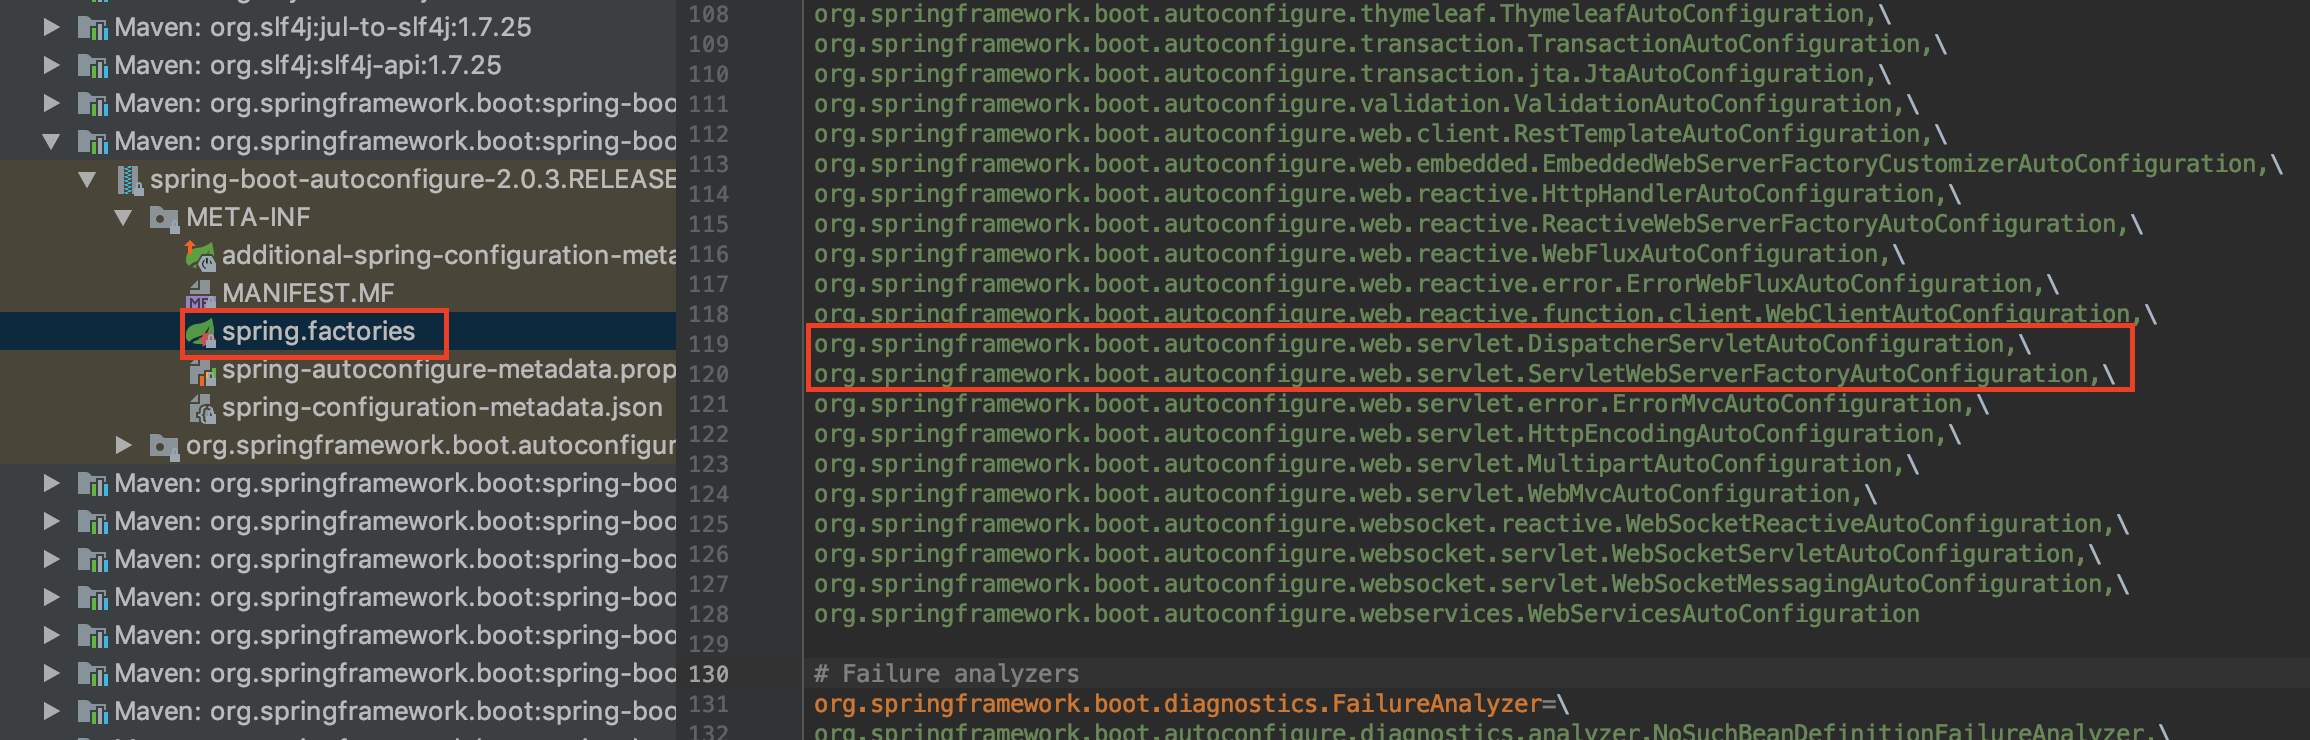 Maven: org.slf4j:jul-to-slf4j:1.7.25
Maven: org.slf4j:slf4j-api:1.7.25
Maven: org.springframework.boot:spring-boo
Maven: org.springframework.boot:spring-boo
spring-boot-autoconfigure-2.0.3.RELEASE
META-INF
additional-spring-configuration-meta
MANIFEST.MF
spring.factories
spring-autoconfigure-metadata.prop
spring-configuration-metadata.json
org.springframework.boot.autoconfigur
Maven: org.springframework.boot:spring-boo
Maven: org.springframework.boot:spring-boo
Maven: org.springframework.boot:spring-boo
Maven: org.springframework.boot:spring-boo
Maven: org.springframework.boot:spring-boo
Maven: org.springframework.boot:spring-boo
Maven: org.springframework.boot:spring-boo
108 org.springframework.boot.autoconfigure.thymeleaf.ThymeleafAutoConfiguration,\
109 org.springframework.boot.autoconfigure.transaction.TransactionAutoConfiguration,\
110 org.springframework.boot.autoconfigure.transaction.jta.JtaAutoConfiguration,\
111 org.springframework.boot.autoconfigure.validation.ValidationAutoConfiguration,\
112 org.springframework.boot.autoconfigure.web.client.RestTemplateAutoConfiguration,\
113 org.springframework.boot.autoconfigure.web.embedded.EmbeddedWebServerFactoryCustomizerAutoConfiguration,\
114 org.springframework.boot.autoconfigure.web.reactive.HttpHandlerAutoConfiguration,\
115 org.springframework.boot.autoconfigure.web.reactive.ReactiveWebServerFactoryAutoConfiguration,\
116 org.springframework.boot.autoconfigure.web.reactive.WebFluxAutoConfiguration,\
117 org.springframework.boot.autoconfigure.web.reactive.error.ErrorWebFluxAutoConfiguration,\
118 org.springframework.boot.autoconfigure.web.reactive.function.client.WebClientAutoConfiguration,\
119 org.springframework.boot.autoconfigure.web.servlet.DispatcherServletAutoConfiguration,\
120 org.springframework.boot.autoconfigure.web.servlet.ServletWebServerFactoryAutoConfiguration,\
121 org.springframework.boot.autoconfigure.web.servlet.error.ErrorMvcAutoConfiguration,\
122 org.springframework.boot.autoconfigure.web.servlet.HttpEncodingAutoConfiguration,\
123 org.springframework.boot.autoconfigure.web.servlet.MultipartAutoConfiguration,\
124 org.springframework.boot.autoconfigure.web.servlet.WebMvcAutoConfiguration,\
125 org.springframework.boot.autoconfigure.websocket.reactive.WebSocketReactiveAutoConfiguration,\
126 org.springframework.boot.autoconfigure.websocket.servlet.WebSocketServletAutoConfiguration,\
127 org.springframework.boot.autoconfigure.websocket.servlet.WebSocketMessagingAutoConfiguration,\
128 org.springframework.boot.autoconfigure.webservices.WebServicesAutoConfiguration
129
130 # Failure analyzers
131 org.springframework.boot.diagnostics.FailureAnalyzer=\
132 org.springframework.boot.autoconfigure.diagnostics.analyzer.NoSuchBeanDefinitionFailureAnalyzer,\